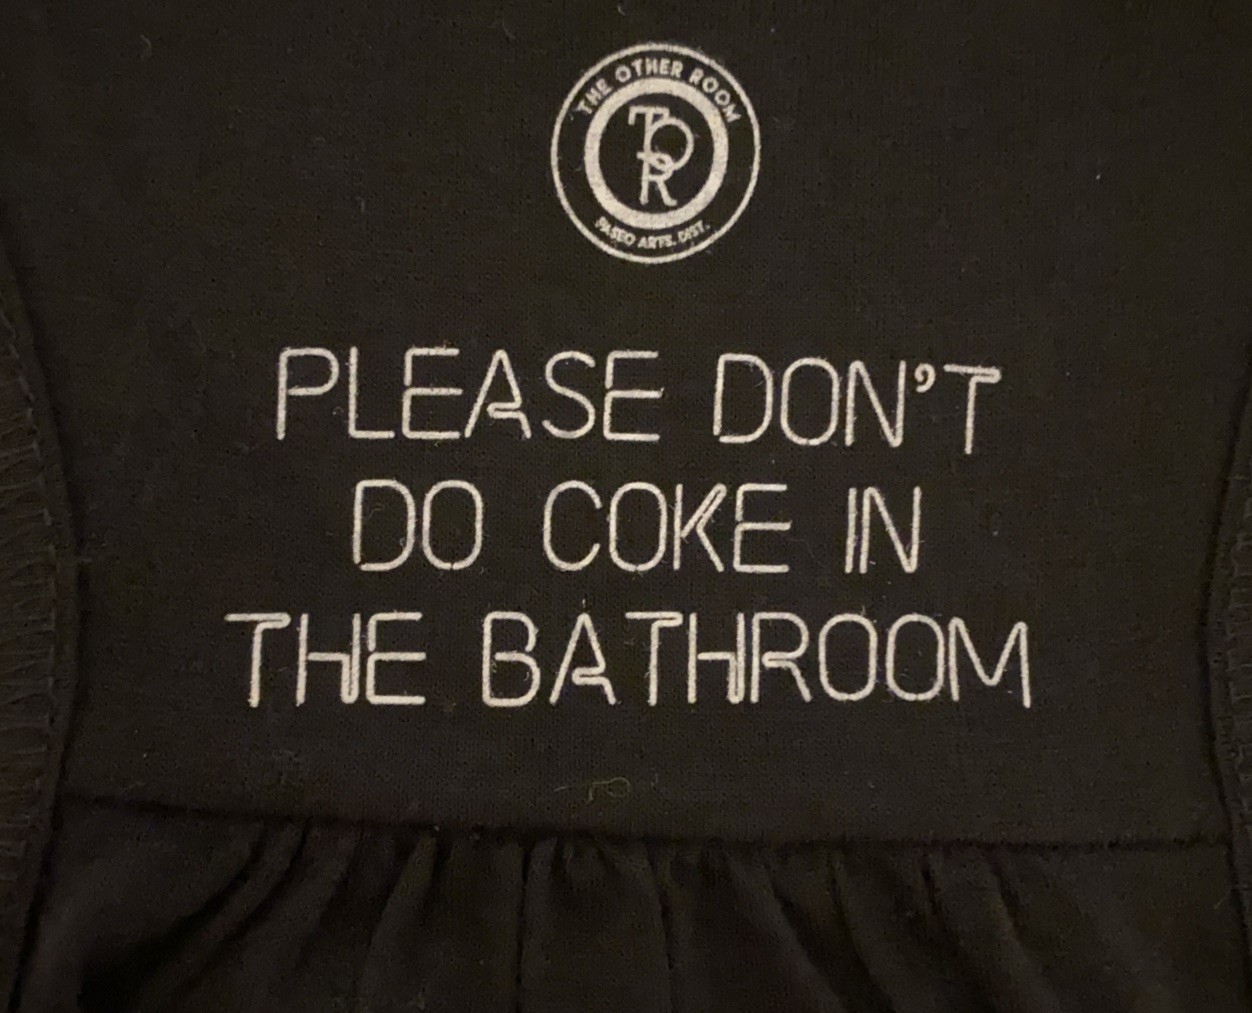 THE OTHER ROOM
TOR
PASEO ARTS. DIST.
PLEASE DON'T
DO COKE IN
THE BATHROOM